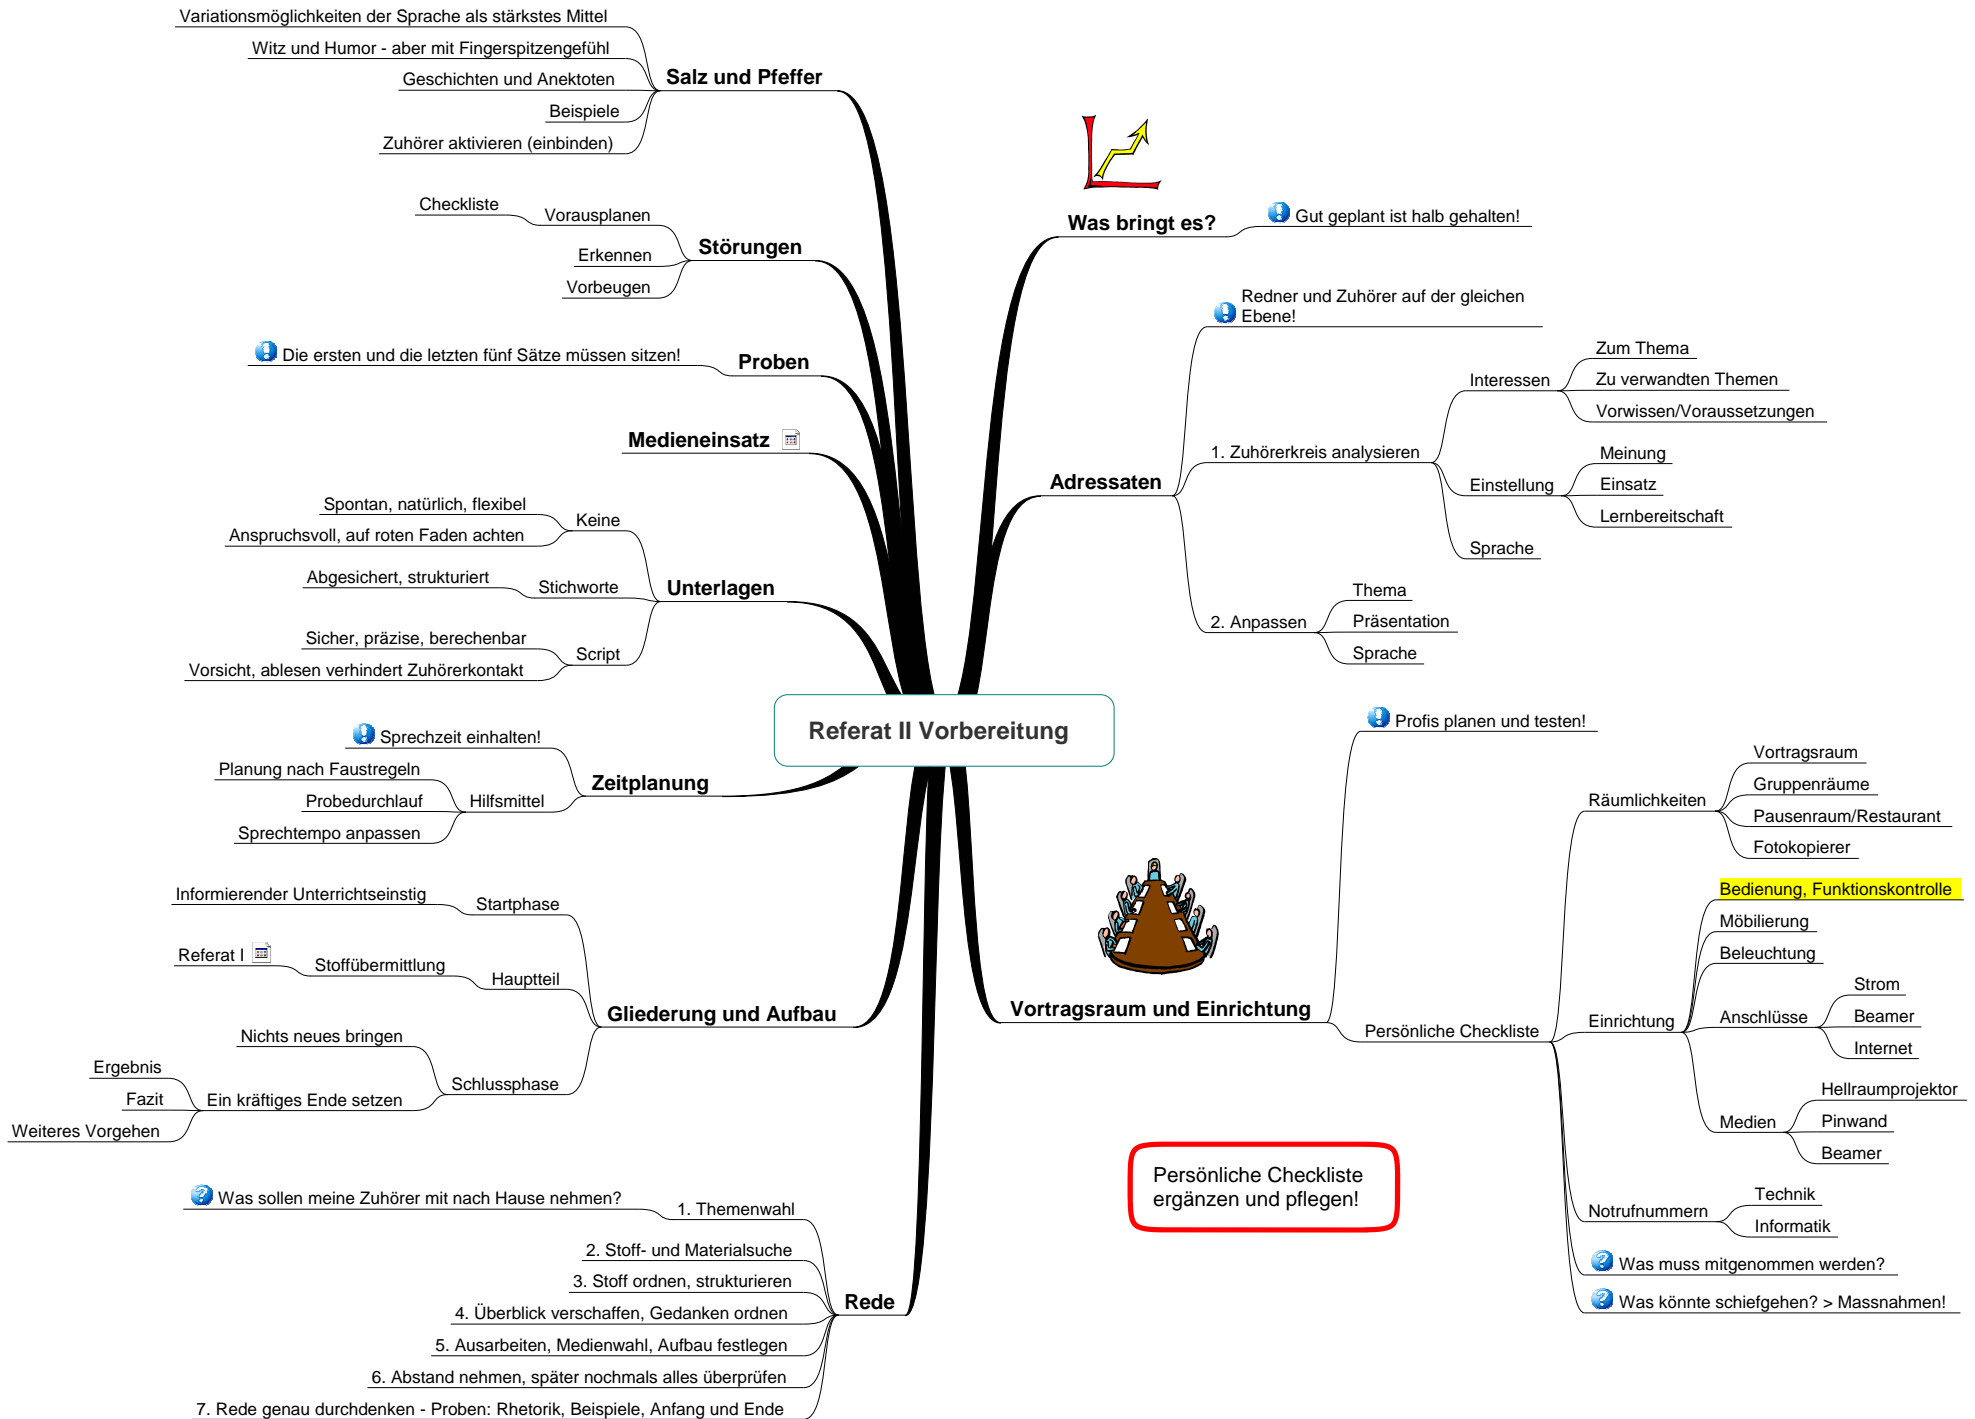 Referat II Vorbereitung
Was bringt es?
Gut geplant ist halb gehalten!
Adressaten
Redner und Zuhörer auf der gleichen
Ebene!
1. Zuhörerkreis analysieren
Interessen
Zum Thema
Zu verwandten Themen
Vorwissen/Voraussetzungen
Einstellung
Meinung
Einsatz
Lernbereitschaft
Sprache
2. Anpassen
Thema
Präsentation
Sprache
Vortragsraum und Einrichtung
Profis planen und testen!
Persönliche Checkliste
Räumlichkeiten
Vortragsraum
Gruppenräume
Pausenraum/Restaurant
Fotokopierer
Einrichtung
Bedienung, Funktionskontrolle
Möbilierung
Beleuchtung
Anschlüsse
Strom
Beamer
Internet
Medien
Hellraumprojektor
Pinwand
Beamer
Notrufnummern
Technik
Informatik
Was muss mitgenommen werden?
Was könnte schiefgehen? > Massnahmen!
Persönliche Checkliste
ergänzen und pflegen!
Salz und Pfeffer
Variationsmöglichkeiten der Sprache als stärkstes Mittel
Witz und Humor - aber mit Fingerspitzengefühl
Geschichten und Anektoten
Beispiele
Zuhörer aktivieren (einbinden)
Störungen
Vorausplanen
Checkliste
Erkennen
Vorbeugen
Proben
Die ersten und die letzten fünf Sätze müssen sitzen!
Medieneinsatz
Unterlagen
Keine
Spontan, natürlich, flexibel
Anspruchsvoll, auf roten Faden achten
Stichworte
Abgesichert, strukturiert
Script
Sicher, präzise, berechenbar
Vorsicht, ablesen verhindert Zuhörerkontakt
Zeitplanung
Sprechzeit einhalten!
Hilfsmittel
Planung nach Faustregeln
Probedurchlauf
Sprechtempo anpassen
Gliederung und Aufbau
Startphase
Informierender Unterrichtseinstig
Hauptteil
Stoffübermittlung
Referat I
Schlussphase
Nichts neues bringen
Ein kräftiges Ende setzen
Ergebnis
Fazit
Weiteres Vorgehen
Rede
1. Themenwahl
Was sollen meine Zuhörer mit nach Hause nehmen?
2. Stoff- und Materialsuche
3. Stoff ordnen, strukturieren
4. Überblick verschaffen, Gedanken ordnen
5. Ausarbeiten, Medienwahl, Aufbau festlegen
6. Abstand nehmen, später nochmals alles überprüfen
7. Rede genau durchdenken - Proben: Rhetorik, Beispiele, Anfang und Ende